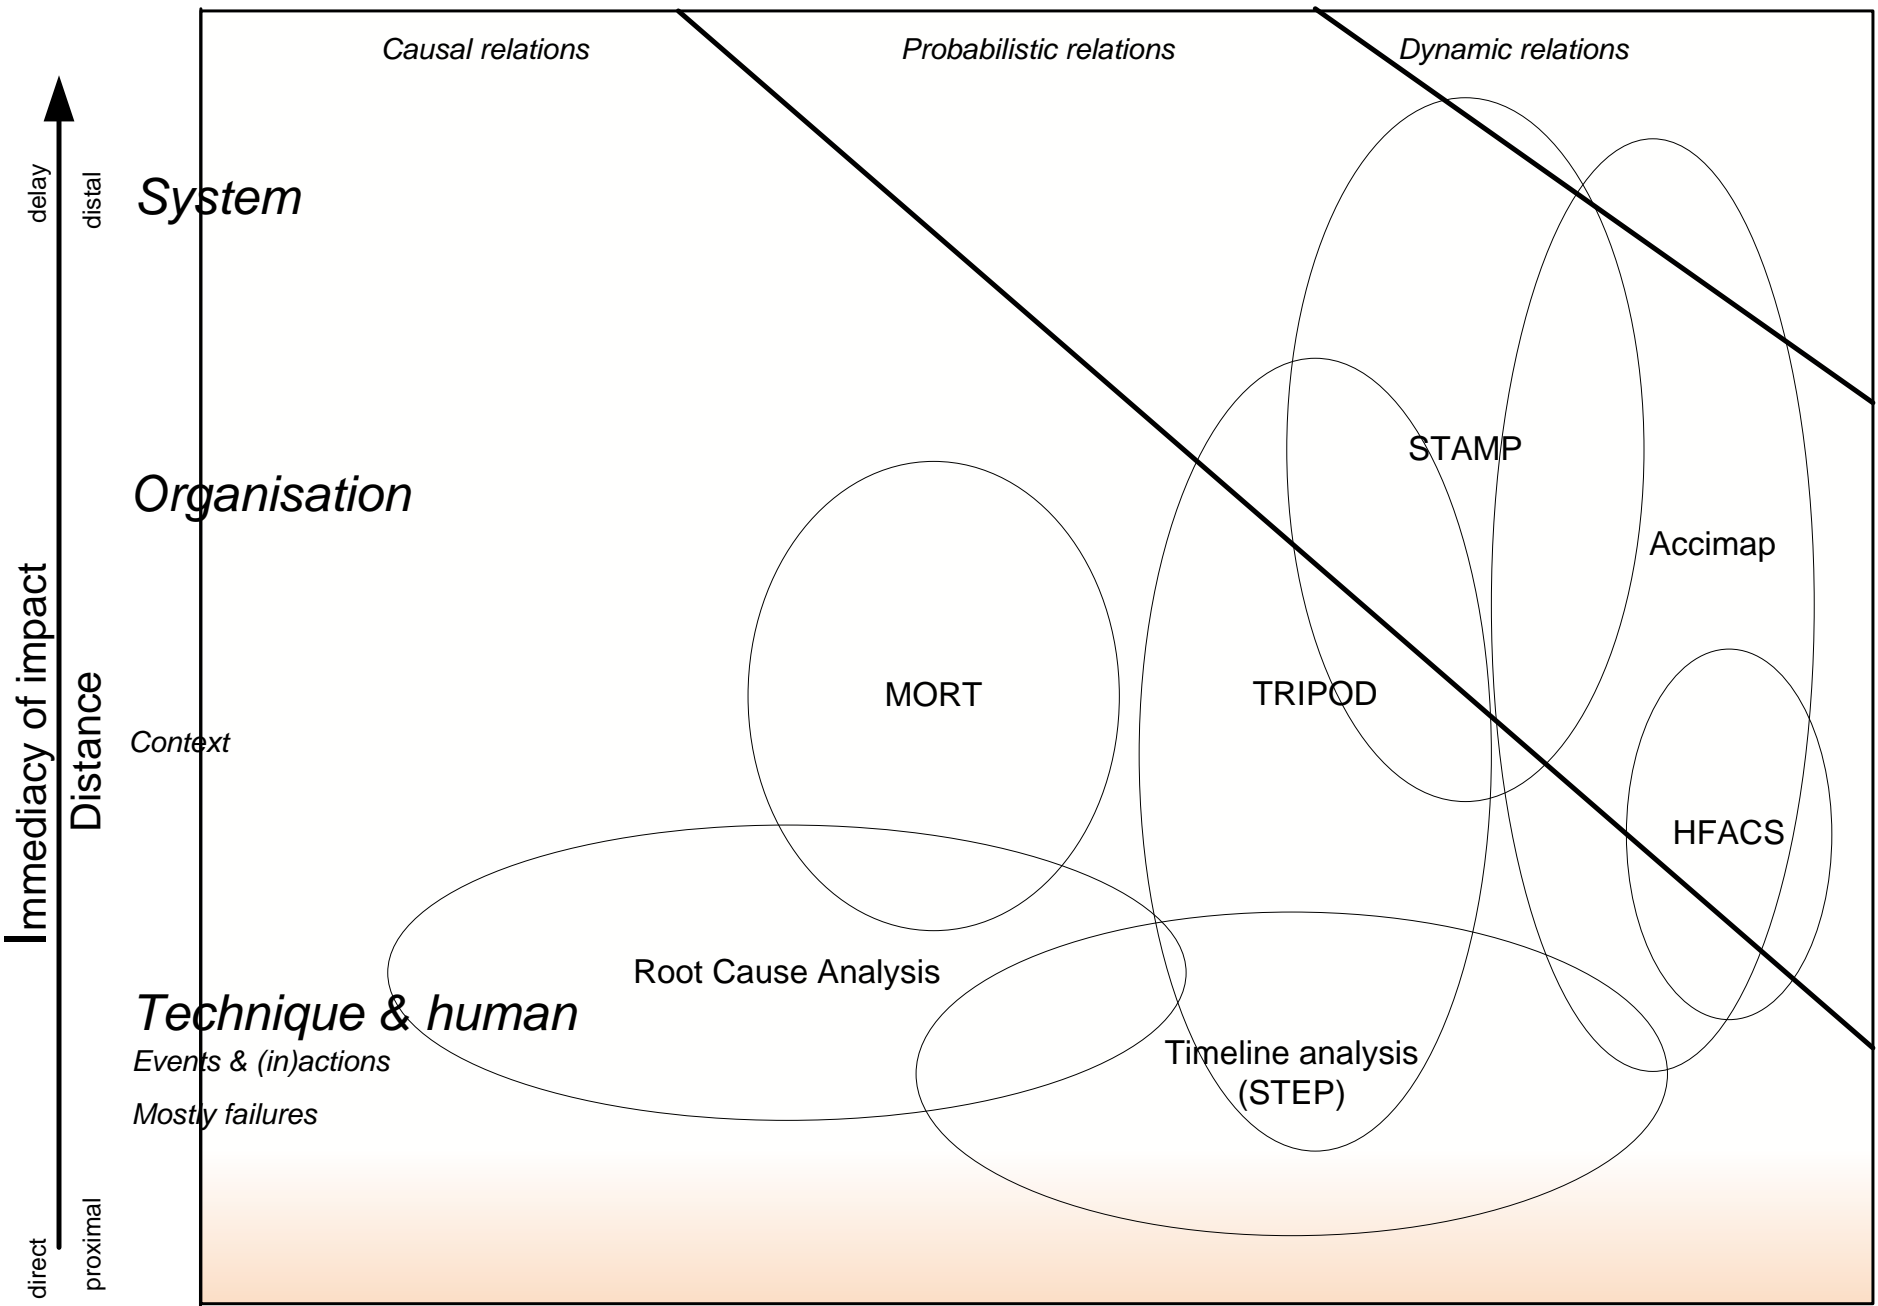 Causal relations
Probabilistic relations
Dynamic relations
delay
distal
System
STAMP
Organisation
Accimap
Immediacy of impact
Distance
MORT
TRIPOD
Context
HFACS
Root Cause Analysis
Technique & human
Events & (in)actions
Timeline analysis
(STEP)
Mostly failures
direct
proximal